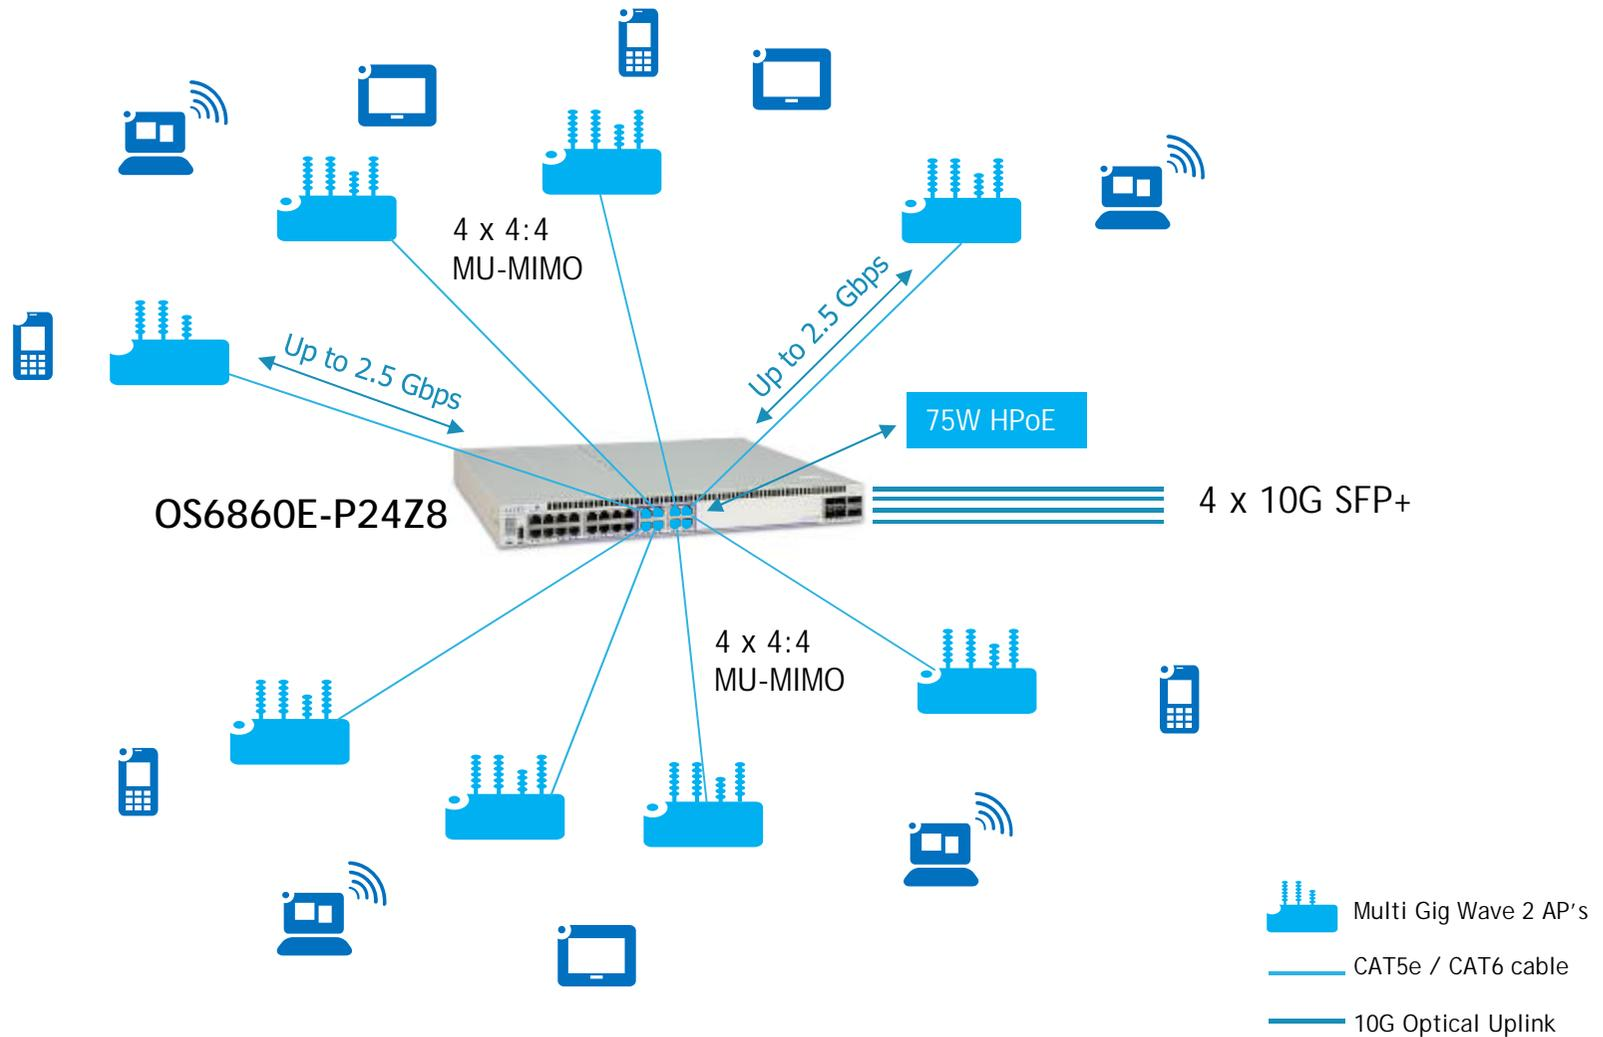 4 x 4:4
MU-MIMO
Up to 2.5 Gbps
Up to 2.5 Gbps
75W HPoE
OS6860E-P24Z8
4 x 10G SFP+
4 x 4:4
MU-MIMO
Multi Gig Wave 2 AP's
CAT5e / CAT6 cable
10G Optical Uplink